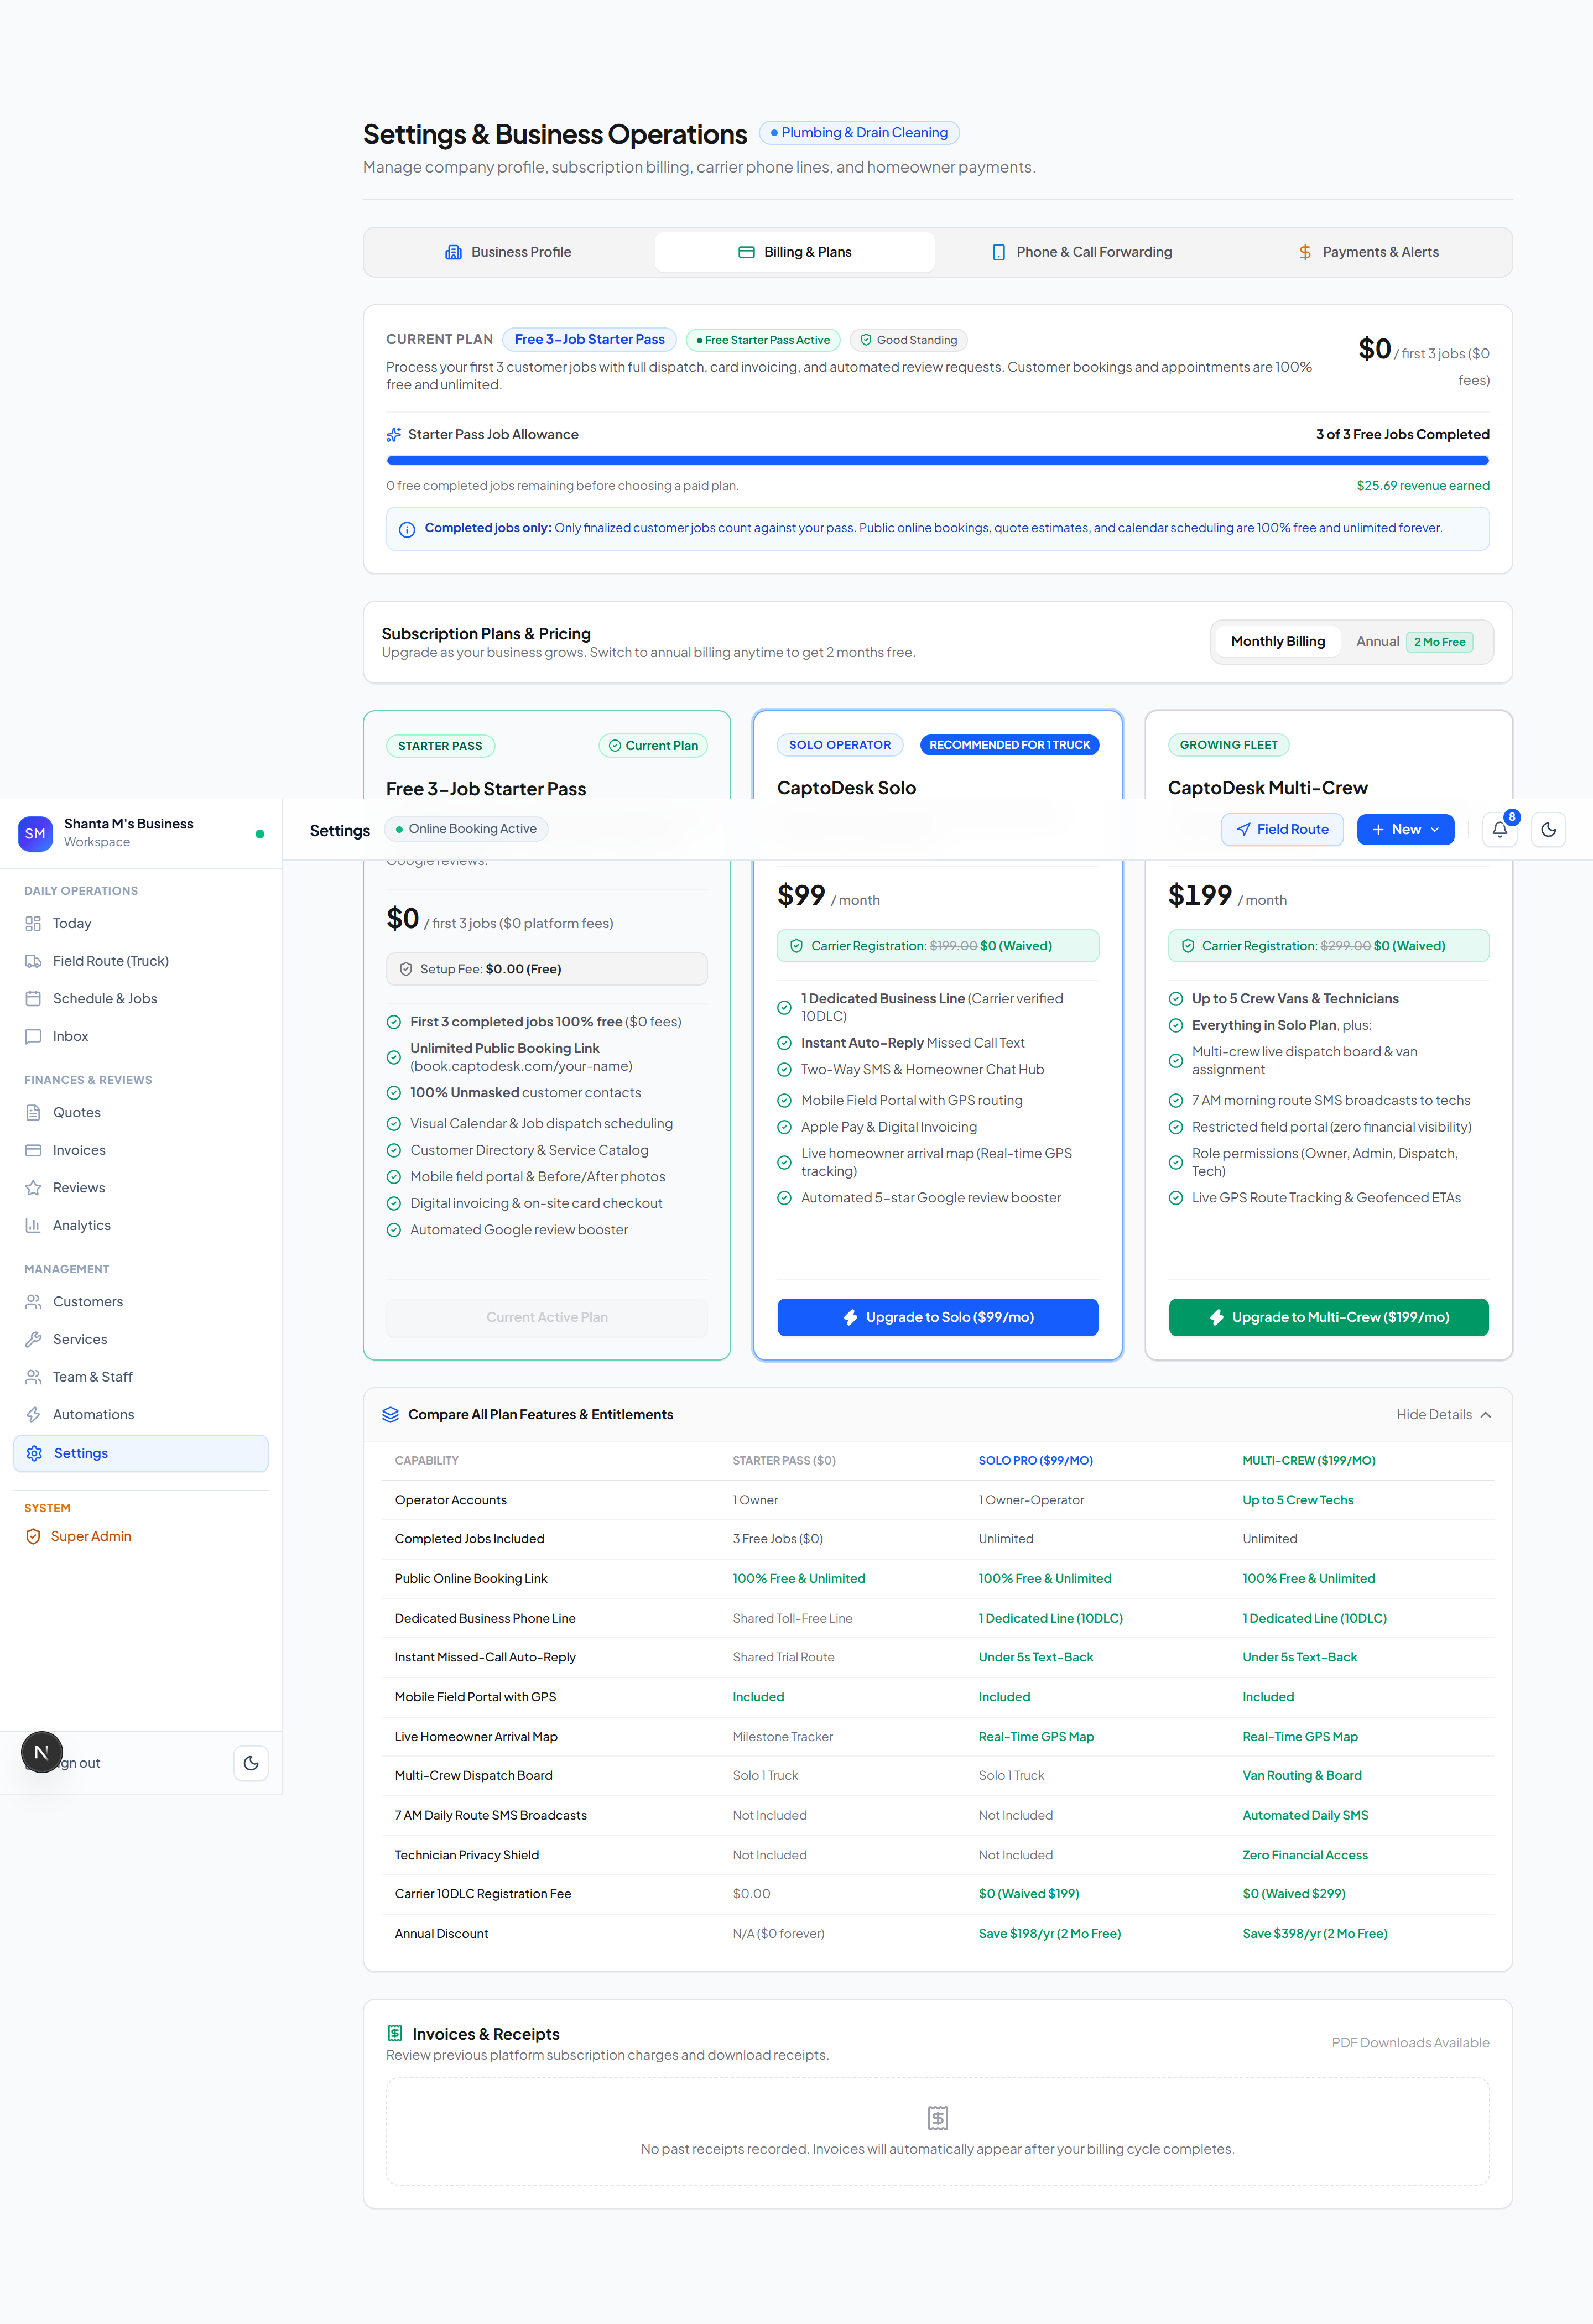 Settings & Business Operations
Plumbing & Drain Cleaning
Manage company profile, subscription billing, carrier phone lines, and homeowner payments.
Business Profile
Billing & Plans
Phone & Call Forwarding
Payments & Alerts
CURRENT PLAN
Free 3-Job Starter Pass
Free Starter Pass Active
Good Standing
Process your first 3 customer jobs with full dispatch, card invoicing, and automated review requests. Customer bookings and appointments are 100%
free and unlimited.
$0 / first 3 jobs ($0
fees)
Starter Pass Job Allowance
3 of 3 Free Jobs Completed
0 free completed jobs remaining before choosing a paid plan.
$25.69 revenue earned
Completed jobs only: Only finalized customer jobs count against your pass. Public online bookings, quote estimates, and calendar scheduling are 100% free and unlimited forever.
Subscription Plans & Pricing
Upgrade as your business grows. Switch to annual billing anytime to get 2 months free.
Monthly Billing
Annual
2 Mo Free
STARTER PASS
Current Plan
Free 3-Job Starter Pass
Google reviews.
$0 / first 3 jobs ($0 platform fees)
Setup Fee: $0.00 (Free)
First 3 completed jobs 100% free ($0 fees)
Unlimited Public Booking Link
(book.captodesk.com/your-name)
100% Unmasked customer contacts
Visual Calendar & Job dispatch scheduling
Customer Directory & Service Catalog
Mobile field portal & Before/After photos
Digital invoicing & on-site card checkout
Automated Google review booster
Current Active Plan
SOLO OPERATOR
RECOMMENDED FOR 1 TRUCK
CaptoDesk Solo
$99 / month
Carrier Registration: $199.00 $0 (Waived)
1 Dedicated Business Line (Carrier verified
10DLC)
Instant Auto-Reply Missed Call Text
Two-Way SMS & Homeowner Chat Hub
Mobile Field Portal with GPS routing
Apple Pay & Digital Invoicing
Live homeowner arrival map (Real-time GPS
tracking)
Automated 5-star Google review booster
Upgrade to Solo ($99/mo)
GROWING FLEET
CaptoDesk Multi-Crew
$199 / month
Carrier Registration: $299.00 $0 (Waived)
Up to 5 Crew Vans & Technicians
Everything in Solo Plan, plus:
Multi-crew live dispatch board & van
assignment
7 AM morning route SMS broadcasts to techs
Restricted field portal (zero financial visibility)
Role permissions (Owner, Admin, Dispatch,
Tech)
Live GPS Route Tracking & Geofenced ETAs
Upgrade to Multi-Crew ($199/mo)
SM
Shanta M's Business
Workspace
Settings
Online Booking Active
Field Route
New
8
DAILY OPERATIONS
Today
Field Route (Truck)
Schedule & Jobs
Inbox
FINANCES & REVIEWS
Quotes
Invoices
Reviews
Analytics
MANAGEMENT
Customers
Services
Team & Staff
Automations
Settings
SYSTEM
Super Admin
N
gn out
Compare All Plan Features & Entitlements
Hide Details
CAPABILITY STARTER PASS ($0) SOLO PRO ($99/MO) MULTI-CREW ($199/MO)
Operator Accounts 1 Owner 1 Owner-Operator Up to 5 Crew Techs
Completed Jobs Included 3 Free Jobs ($0) Unlimited Unlimited
Public Online Booking Link 100% Free & Unlimited 100% Free & Unlimited 100% Free & Unlimited
Dedicated Business Phone Line Shared Toll-Free Line 1 Dedicated Line (10DLC) 1 Dedicated Line (10DLC)
Instant Missed-Call Auto-Reply Shared Trial Route Under 5s Text-Back Under 5s Text-Back
Mobile Field Portal with GPS Included Included Included
Live Homeowner Arrival Map Milestone Tracker Real-Time GPS Map Real-Time GPS Map
Multi-Crew Dispatch Board Solo 1 Truck Solo 1 Truck Van Routing & Board
7 AM Daily Route SMS Broadcasts Not Included Not Included Automated Daily SMS
Technician Privacy Shield Not Included Not Included Zero Financial Access
Carrier 10DLC Registration Fee $0.00 $0 (Waived $199) $0 (Waived $299)
Annual Discount N/A ($0 forever) Save $198/yr (2 Mo Free) Save $398/yr (2 Mo Free)
Invoices & Receipts
Review previous platform subscription charges and download receipts.
PDF Downloads Available
No past receipts recorded. Invoices will automatically appear after your billing cycle completes.